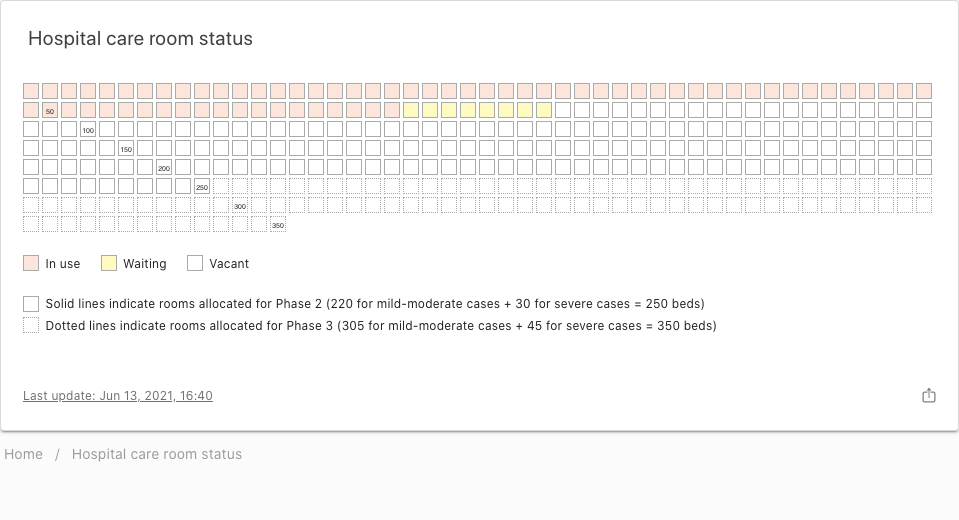 Hospital care room status
50
100
150
200
250
300
350
In use Waiting Vacant
Solid lines indicate rooms allocated for Phase 2 (220 for mild-moderate cases + 30 for severe cases = 250 beds)
Dotted lines indicate rooms allocated for Phase 3 (305 for mild-moderate cases + 45 for severe cases = 350 beds)
Last update: Jun 13, 2021, 16:40
Home / Hospital care room status